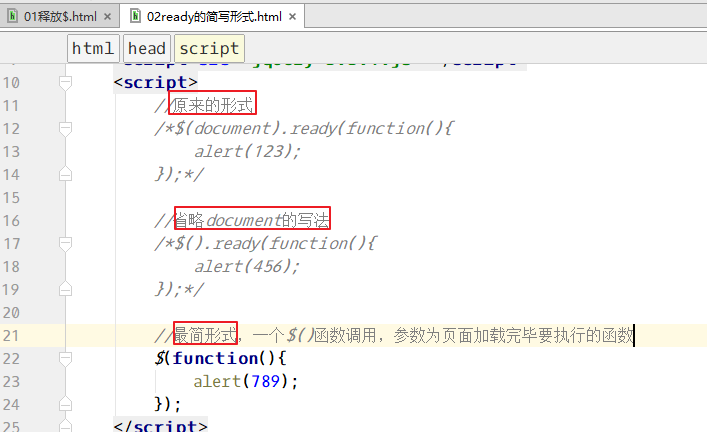 01释放$.html
02ready的简写形式.html
html head script
10 <script>
11 //原来的形式
12 /*$(document).ready(function(){
13 alert(123);
14 });*/
15
16 //省略document的写法
17 /*$().ready(function(){
18 alert(456);
19 });*/
20
21 //最简形式，一个$()函数调用，参数为页面加载完毕要执行的函数
22 $(function(){
23 alert(789);
24 });
25 </script>